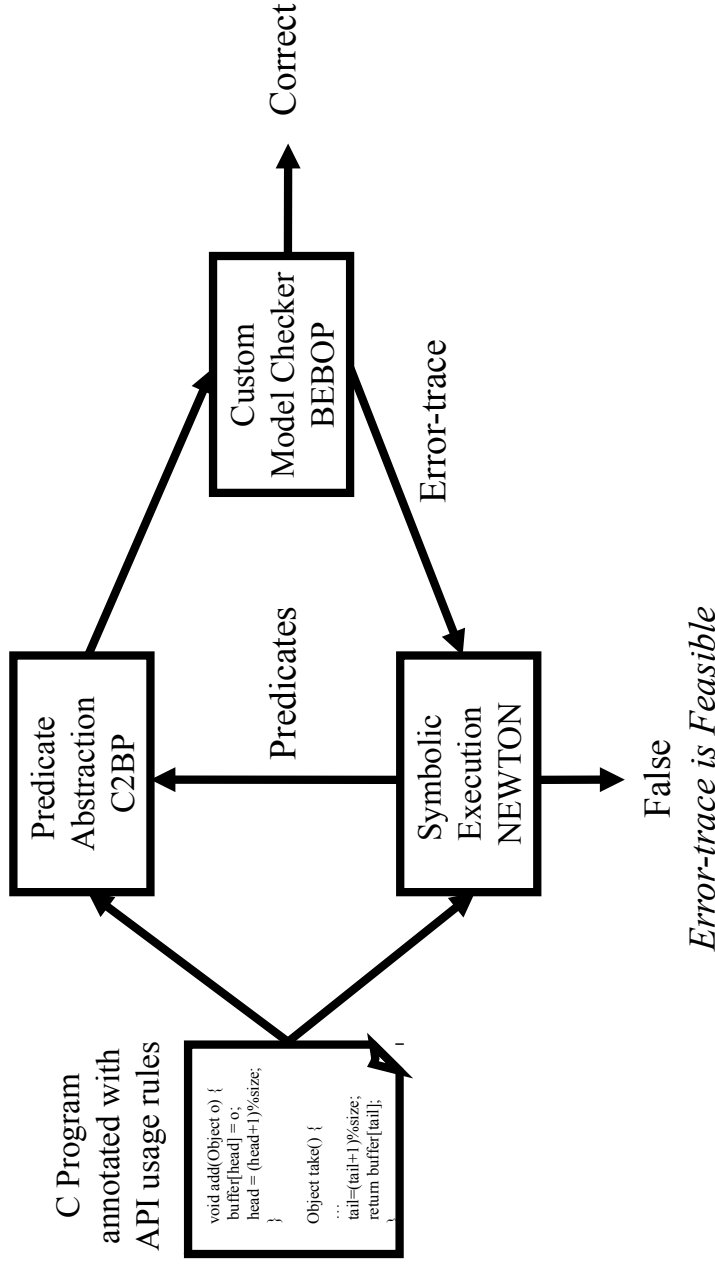 C Program
annotated with
API usage rules
void add(Object o) {
buffer[head] = o;
head = (head+1)%size;
}
Object take() {
…
tail=(tail+1)%size;
return buffer[tail];
}
Predicate
Abstraction
C2BP
Predicates
Symbolic
Execution
NEWTON
False
Error-trace is Feasible
Custom
Model Checker
BEBOP
Error-trace
Correct